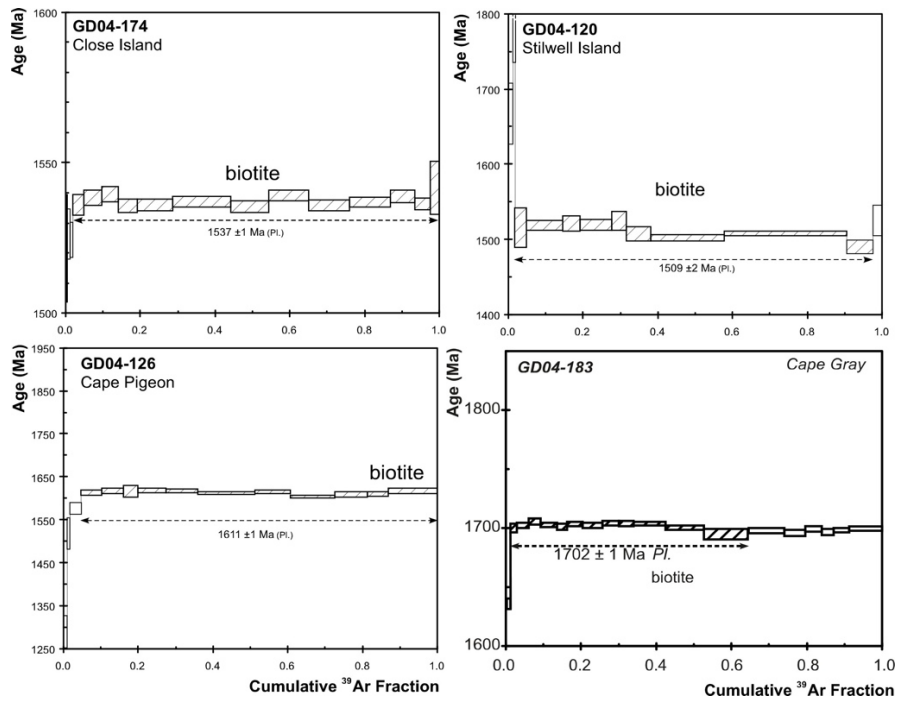 GD04-174
Close Island
Age (Ma)
1600
1550
1500
biotite
1537 ±1 Ma (Pl.)
0.0 0.2 0.4 0.6 0.8 1.0
GD04-120
Stilwell Island
Age (Ma)
1800
1700
1600
1500
1400
biotite
1509 ±2 Ma (Pl.)
0.0 0.2 0.4 0.6 0.8 1.0
GD04-126
Cape Pigeon
Age (Ma)
1950
1850
1750
1650
1550
1450
1350
1250
biotite
1611 ±1 Ma (Pl.)
0.0 0.2 0.4 0.6 0.8 1.0
Cumulative ³⁹Ar Fraction
GD04-183 Cape Gray
Age (Ma)
1800
1700
1600
1702 ± 1 Ma Pl.
biotite
0.0 0.2 0.4 0.6 0.8 1.0
Cumulative ³⁹Ar Fraction